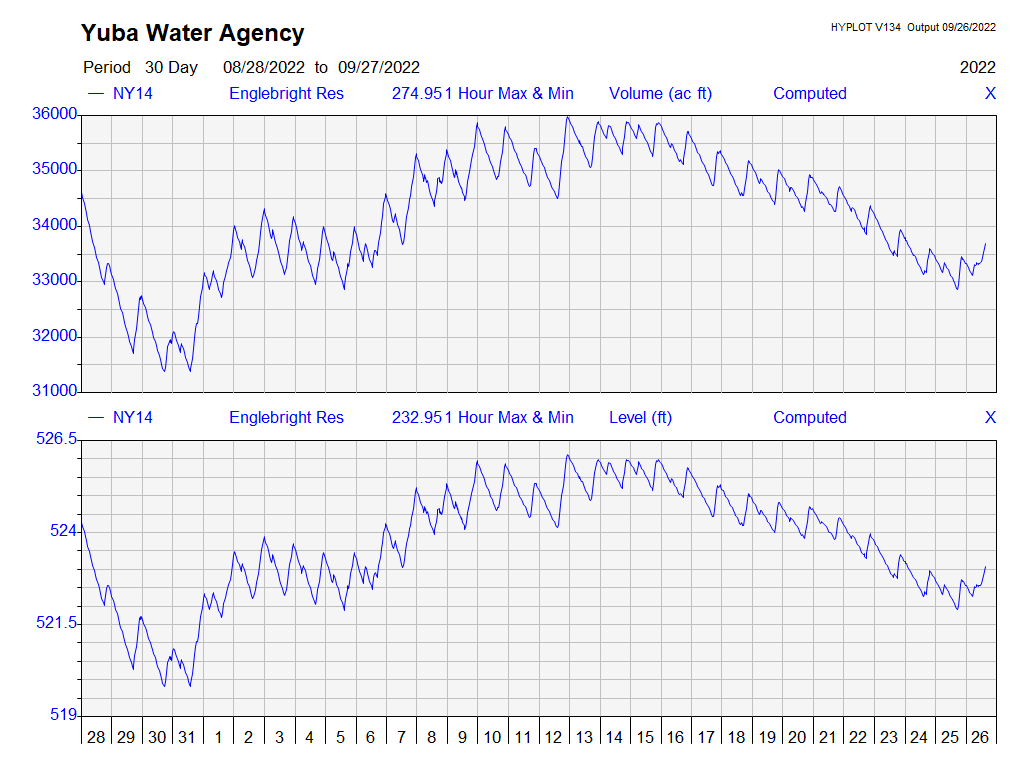 Yuba Water Agency
HYPLOT V134 Output 09/26/2022
Period 30 Day 08/28/2022 to 09/27/2022 2022
— NY14 Englebright Res 274.951 Hour Max & Min Volume (ac ft) Computed X
36000
35000
34000
33000
32000
31000
— NY14 Englebright Res 232.951 Hour Max & Min Level (ft) Computed X
526.5
524
521.5
519
28 29 30 31 1 2 3 4 5 6 7 8 9 10 11 12 13 14 15 16 17 18 19 20 21 22 23 24 25 26